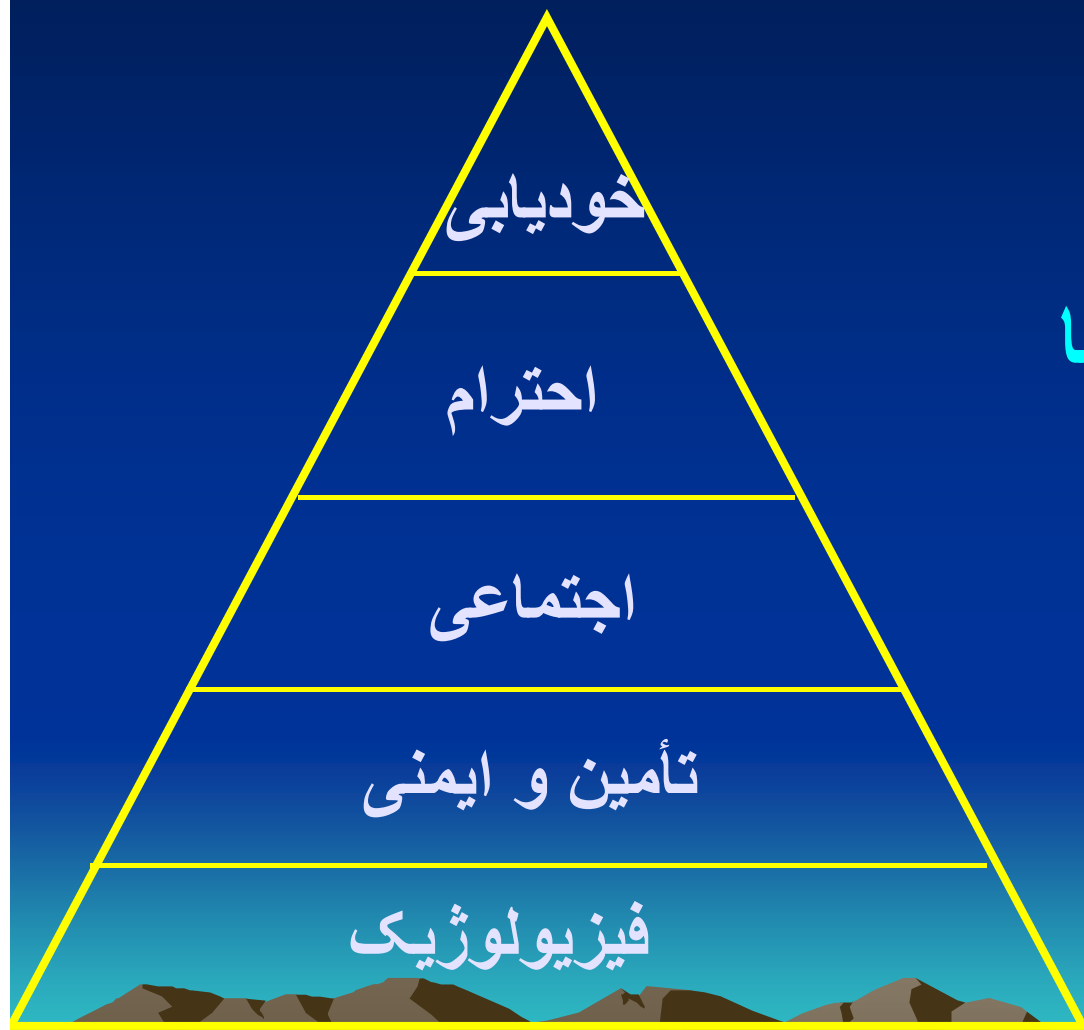 خودیابی
احترام
اجتماعی
تأمین و ایمنی
فیزیولوژیک